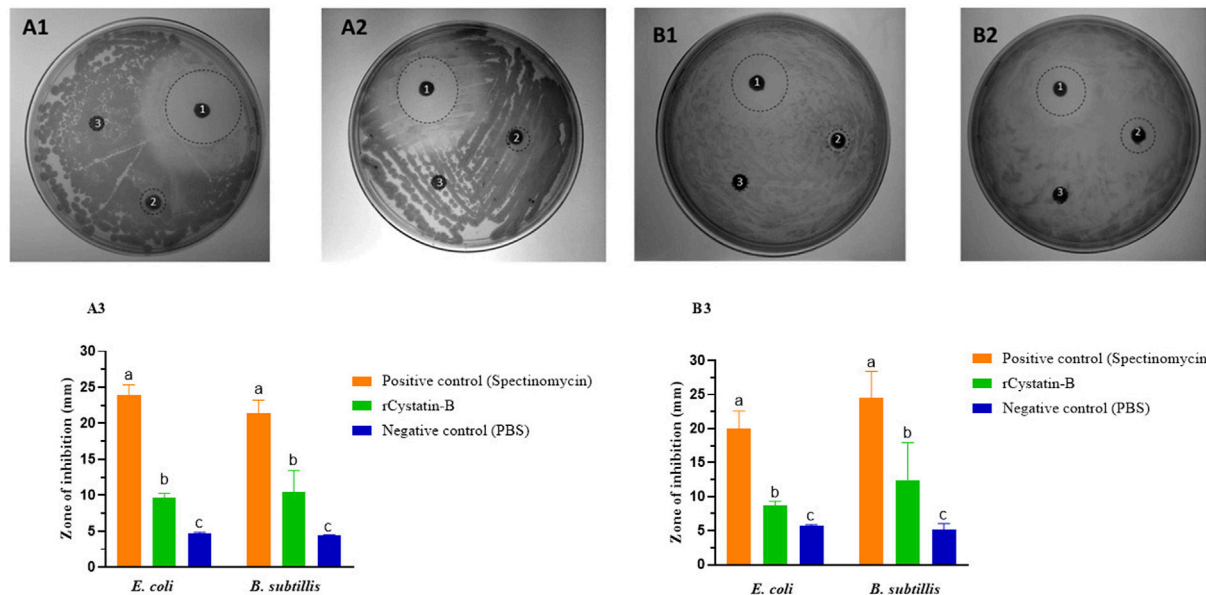 A1
1
3
2
A2
1
2
3
B1
1
2
3
B2
1
2
3
A3
30
25
20
15
10
5
0
Zone of inhibition (mm)
a
b
c
a
b
c
E. coli
B. subtillis
Positive control (Spectinomycin)
rCystatin-B
Negative control (PBS)
B3
30
25
20
15
10
5
0
Zone of inhibition (mm)
a
b
c
a
b
c
E. coli
B. subtillis
Positive control (Spectinomycin
rCystatin-B
Negative control (PBS)